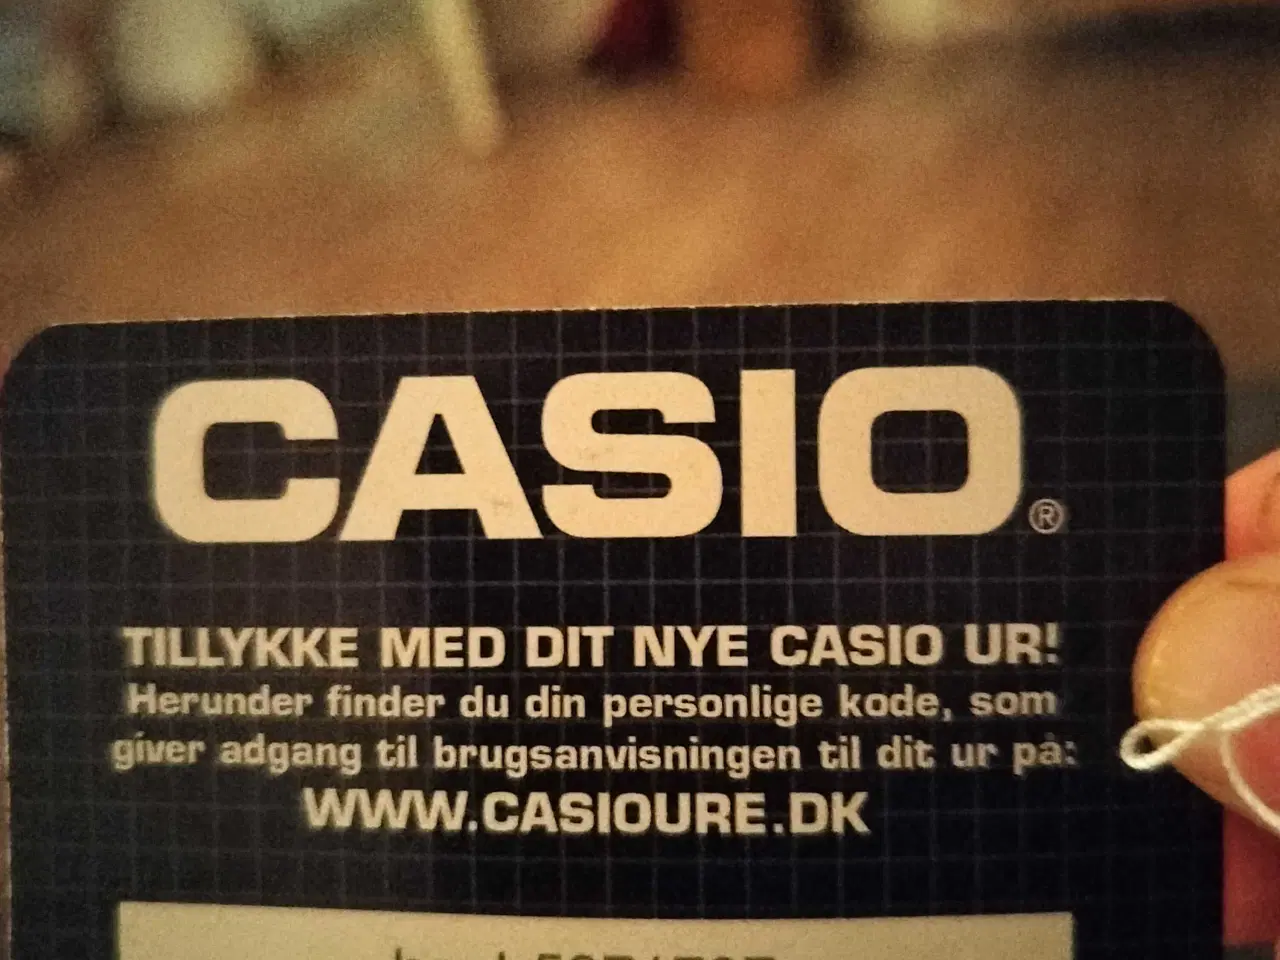 CASIO®
TILLYKKE MED DIT NYE CASIO UR!
Herunder finder du din personlige kode, som
giver adgang til brugsanvisningen til dit ur på:
WWW.CASIOURE.DK